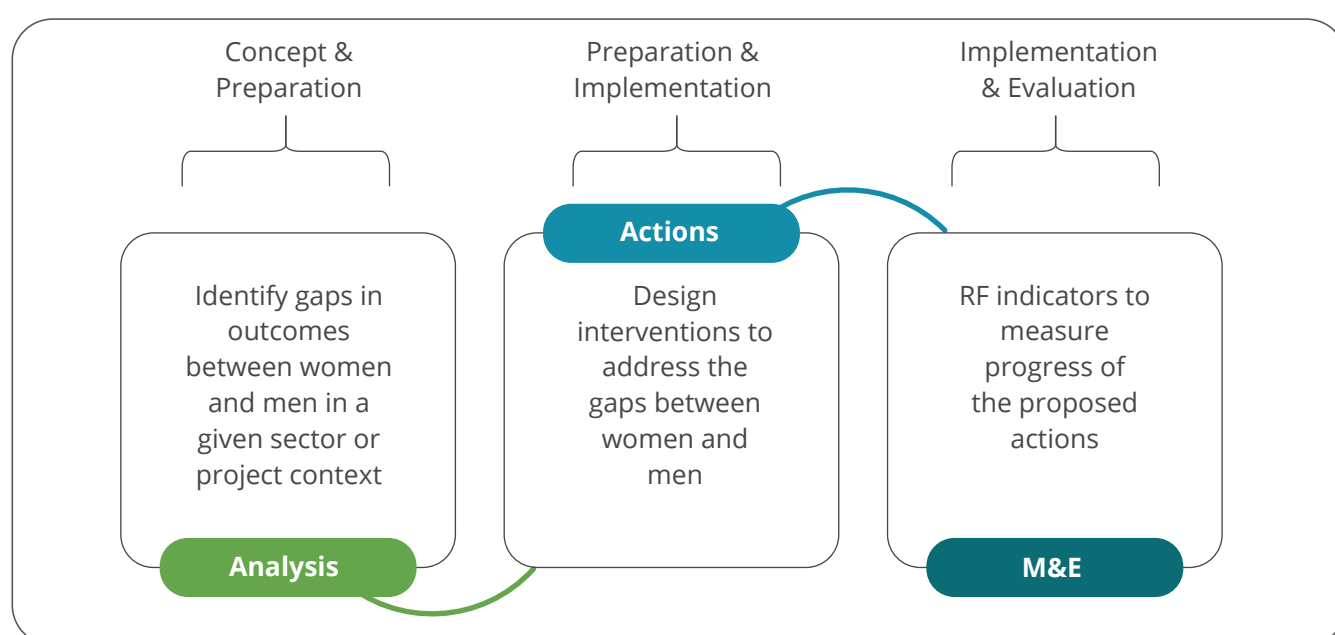 Concept &
Preparation
Preparation &
Implementation
Implementation
& Evaluation
Identify gaps in
outcomes
between women
and men in a
given sector or
project context
Analysis
Actions
Design
interventions to
address the
gaps between
women and
men
RF indicators to
measure
progress of
the proposed
actions
M&E